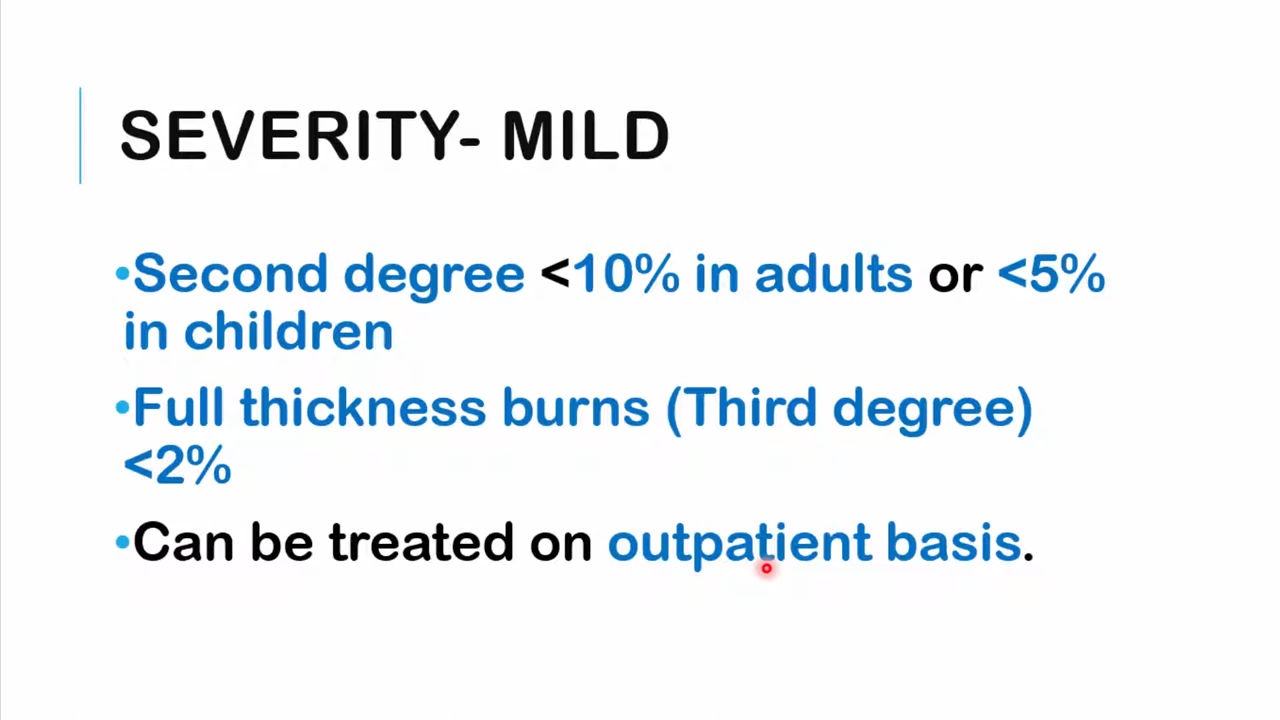 SEVERITY- MILD
•Second degree <10% in adults or <5%
in children
•Full thickness burns (Third degree)
<2%
•Can be treated on outpatient basis.